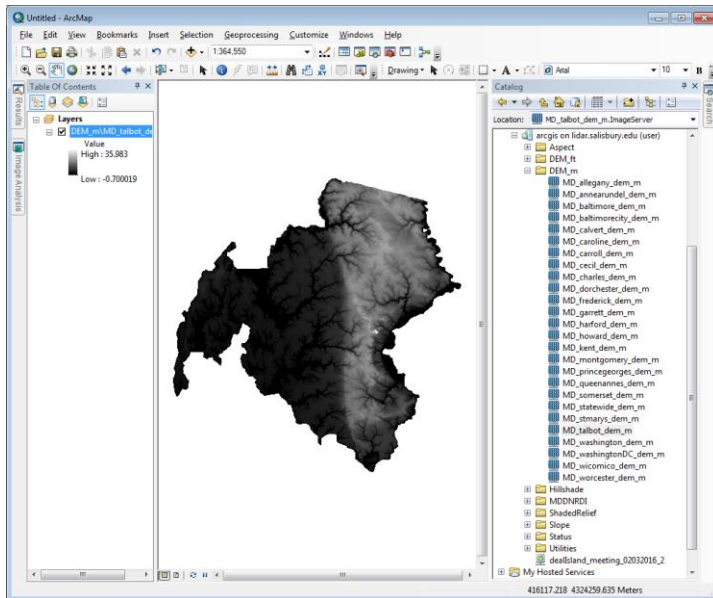 Untitled - ArcMap
File Edit View Bookmarks Insert Selection Geoprocessing Customize Windows Help
1:364,550
Drawing Arial 10 B
Table Of Contents
Catalog
Location: MD_talbot_dem_m.ImageServer
Results
Image Analysis
Search
Layers
DEM_m\MD_talbot_de
Value
High : 35.983
Low : -0.700019
arcgis on lidar.salisbury.edu (user)
Aspect
DEM_ft
DEM_m
MD_allegany_dem_m
MD_annearundel_dem_m
MD_baltimore_dem_m
MD_baltimorecity_dem_m
MD_calvert_dem_m
MD_caroline_dem_m
MD_carroll_dem_m
MD_cecil_dem_m
MD_charles_dem_m
MD_dorchester_dem_m
MD_frederick_dem_m
MD_garrett_dem_m
MD_harford_dem_m
MD_howard_dem_m
MD_kent_dem_m
MD_montgomery_dem_m
MD_princegeorges_dem_m
MD_queenannes_dem_m
MD_somerset_dem_m
MD_statewide_dem_m
MD_stmarys_dem_m
MD_talbot_dem_m
MD_washington_dem_m
MD_washingtonDC_dem_m
MD_wicomico_dem_m
MD_worcester_dem_m
Hillshade
MDDNRDI
ShadedRelief
Slope
Status
Utilities
dealIsland_meeting_02032016_2
My Hosted Services
416117.218 4324259.635 Meters